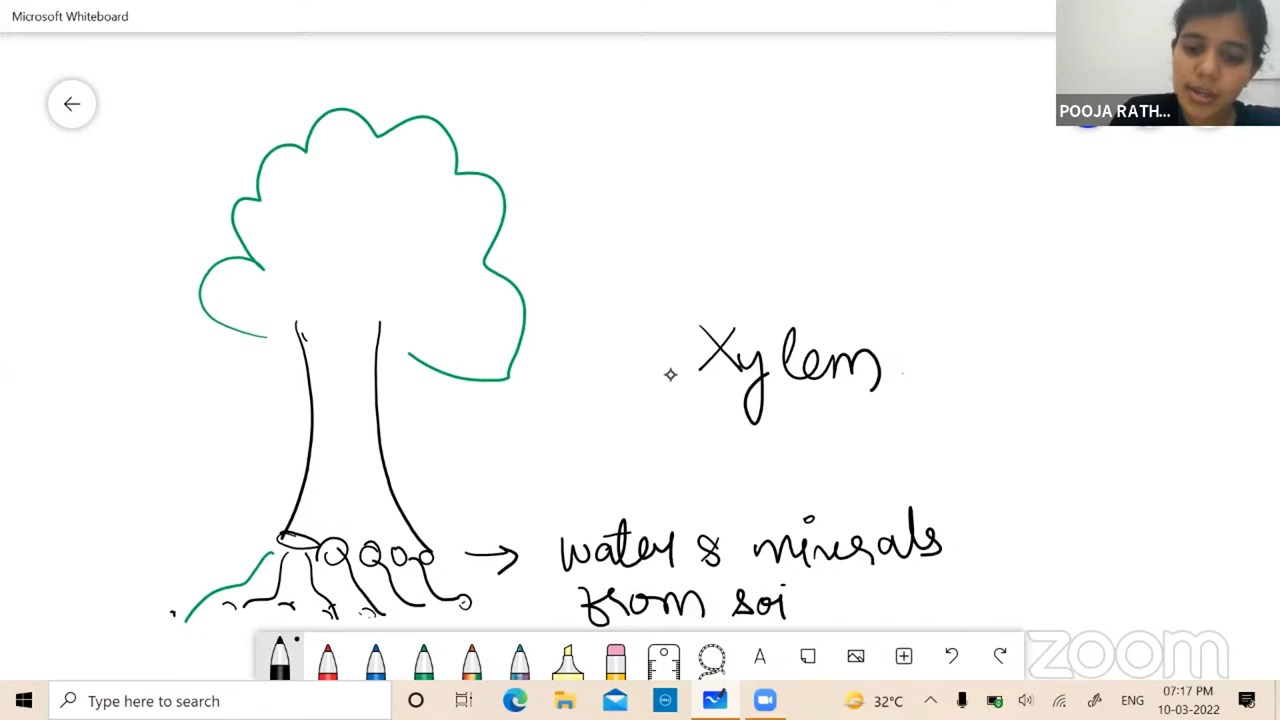 Microsoft Whiteboard
POOJA RATH...
Xylem
water & minerals
from soi
A
zoom
Type here to search
32°C
ENG
07:17 PM
10-03-2022